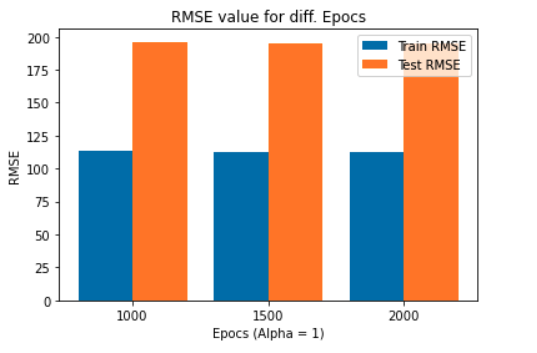 RMSE value for diff. Epocs
Train RMSE
Test RMSE
200
175
150
125
100
75
50
25
0
RMSE
1000 1500 2000
Epocs (Alpha = 1)